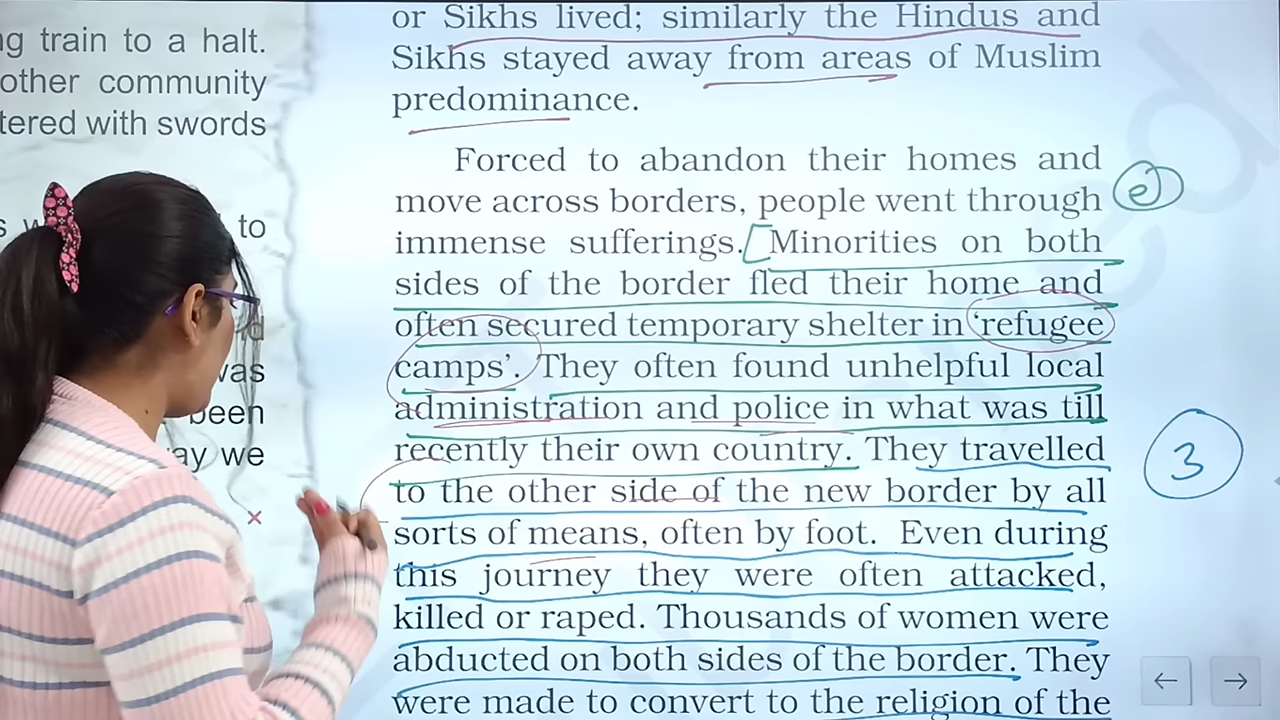 ng train to a halt.
other community
tered with swords
to
was
been
ay we
or Sikhs lived; similarly the Hindus and
Sikhs stayed away from areas of Muslim
predominance.
Forced to abandon their homes and
move across borders, people went through
immense sufferings. [Minorities on both
sides of the border fled their home and
often secured temporary shelter in ‘refugee
camps’. They often found unhelpful local
administration and police in what was till
recently their own country. They travelled
to the other side of the new border by all
sorts of means, often by foot. Even during
this journey they were often attacked,
killed or raped. Thousands of women were
abducted on both sides of the border. They
were made to convert to the religion of the
e)
3